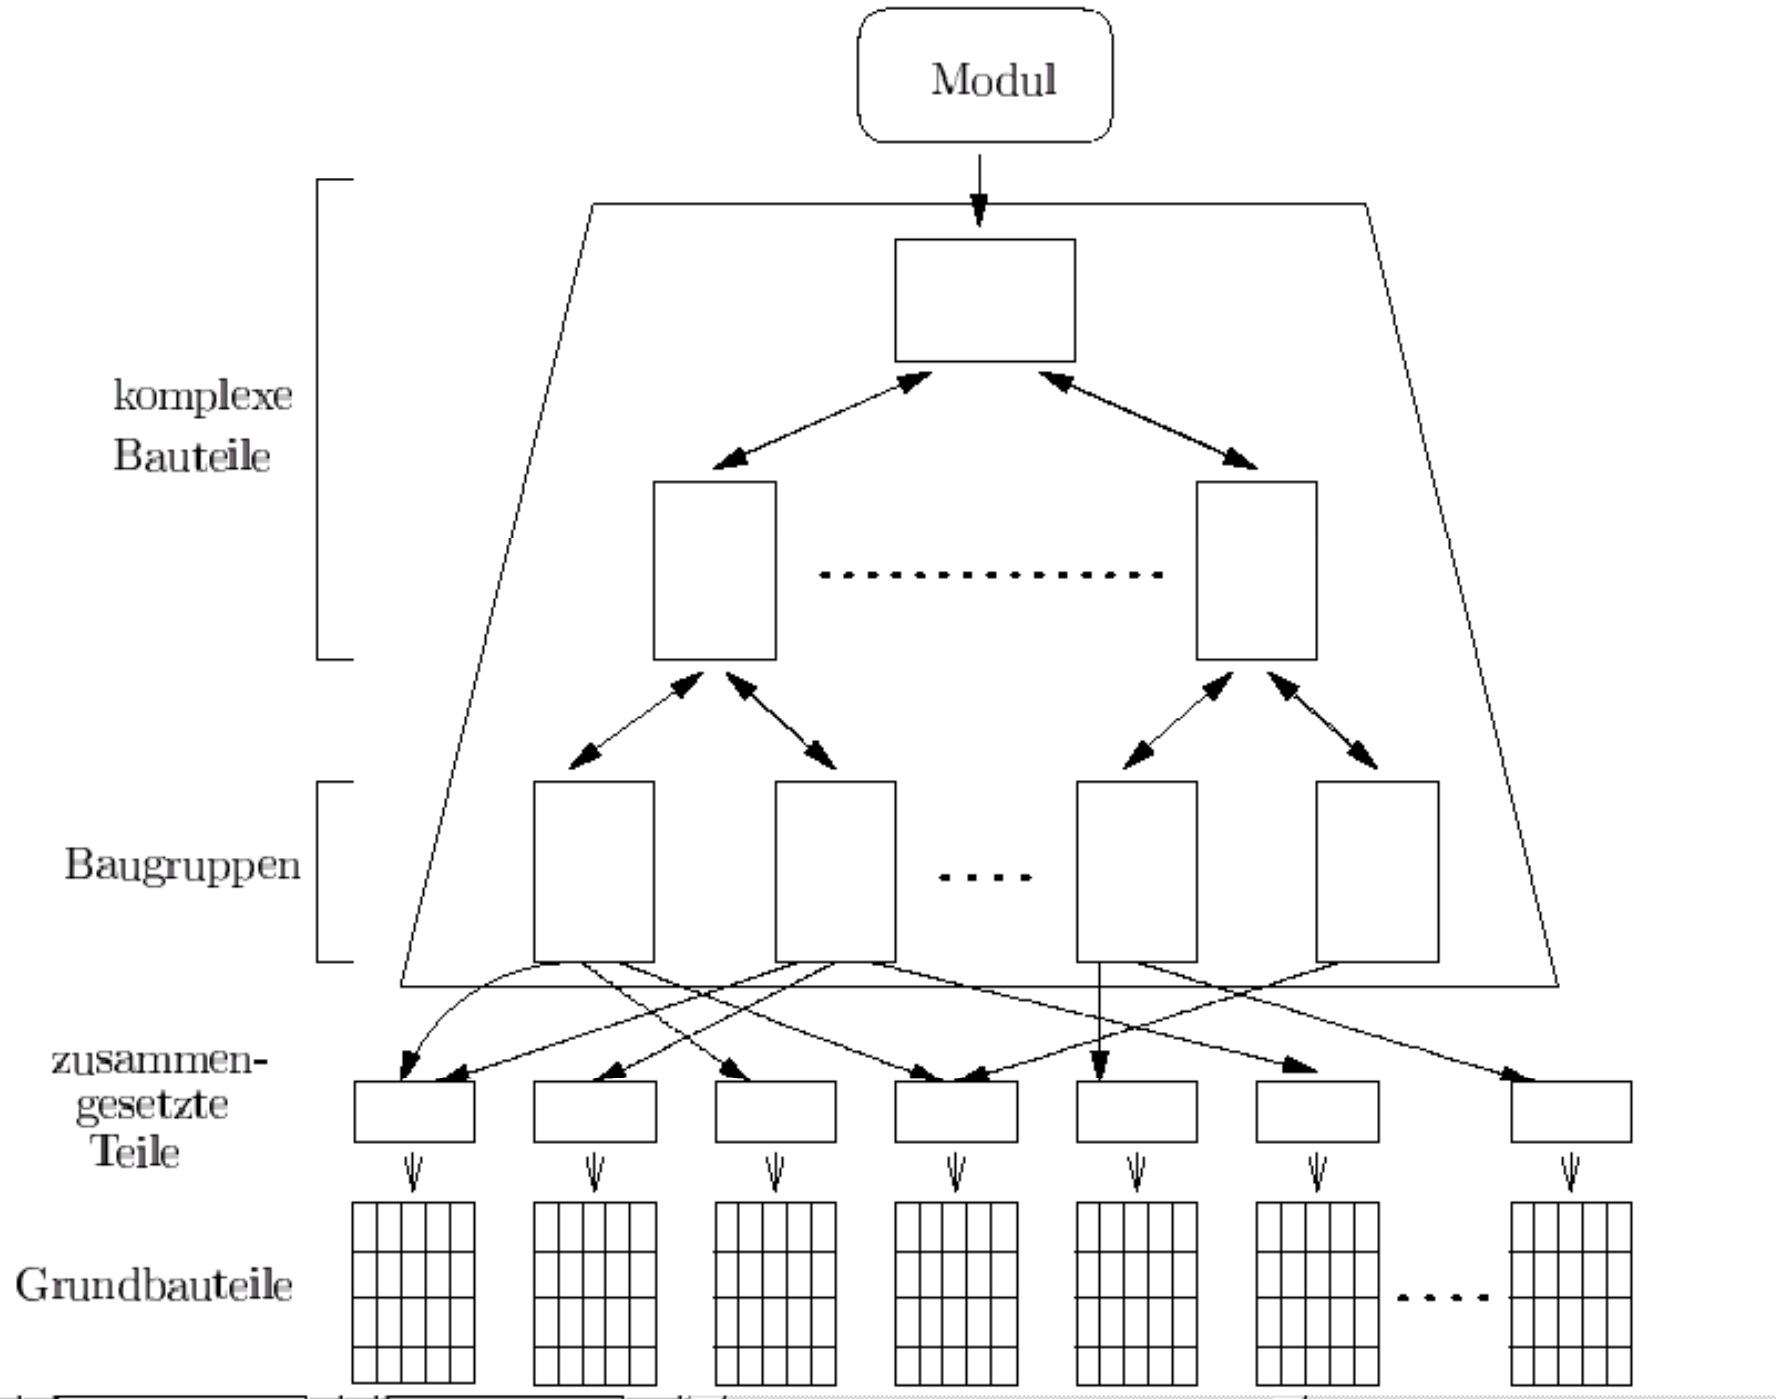 Modul
komplexe
Bauteile
Baugruppen
zusammen-
gesetzte
Teile
Grundbauteile